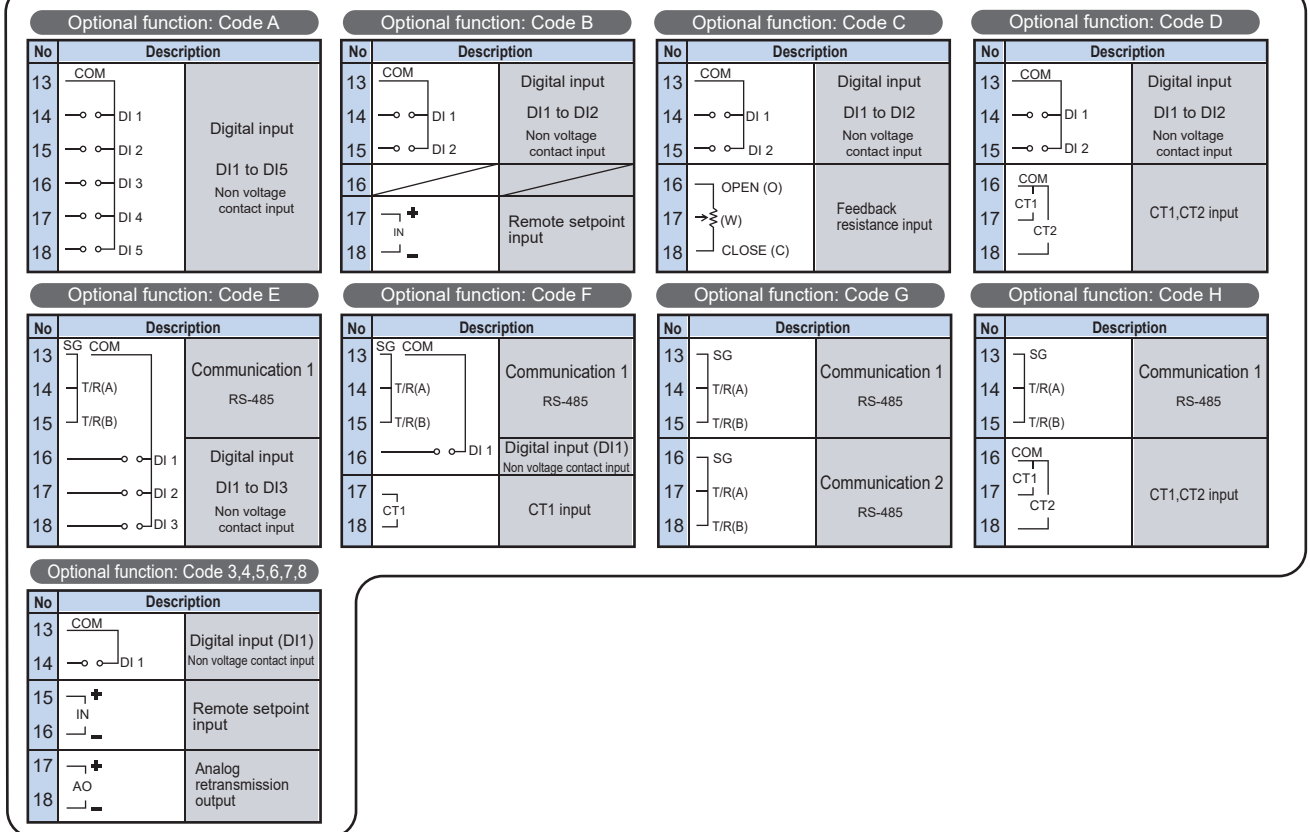 Optional function: Code A
No Description
13 COM
14 DI 1
15 DI 2
16 DI 3
17 DI 4
18 DI 5
Digital input
DI1 to DI5
Non voltage
contact input
Optional function: Code B
No Description
13 COM
14 DI 1
15 DI 2
Digital input
DI1 to DI2
Non voltage
contact input
16
17 +
IN
18 −
Remote setpoint
input
Optional function: Code C
No Description
13 COM
14 DI 1
15 DI 2
Digital input
DI1 to DI2
Non voltage
contact input
16 OPEN (O)
17 (W)
18 CLOSE (C)
Feedback
resistance input
Optional function: Code D
No Description
13 COM
14 DI 1
15 DI 2
Digital input
DI1 to DI2
Non voltage
contact input
16 COM
CT1
17
CT2
18
CT1,CT2 input
Optional function: Code E
No Description
13 SG COM
14 T/R(A)
15 T/R(B)
Communication 1
RS-485
16 DI 1
17 DI 2
18 DI 3
Digital input
DI1 to DI3
Non voltage
contact input
Optional function: Code F
No Description
13 SG COM
14 T/R(A)
15 T/R(B)
Communication 1
RS-485
16 DI 1
Digital input (DI1)
Non voltage contact input
17
CT1
18
CT1 input
Optional function: Code G
No Description
13 SG
14 T/R(A)
15 T/R(B)
Communication 1
RS-485
16 SG
17 T/R(A)
18 T/R(B)
Communication 2
RS-485
Optional function: Code H
No Description
13 SG
14 T/R(A)
15 T/R(B)
Communication 1
RS-485
16 COM
CT1
17
CT2
18
CT1,CT2 input
Optional function: Code 3,4,5,6,7,8
No Description
13 COM
14 DI 1
Digital input (DI1)
Non voltage contact input
15 +
IN
16 −
Remote setpoint
input
17 +
AO
18 −
Analog
retransmission
output